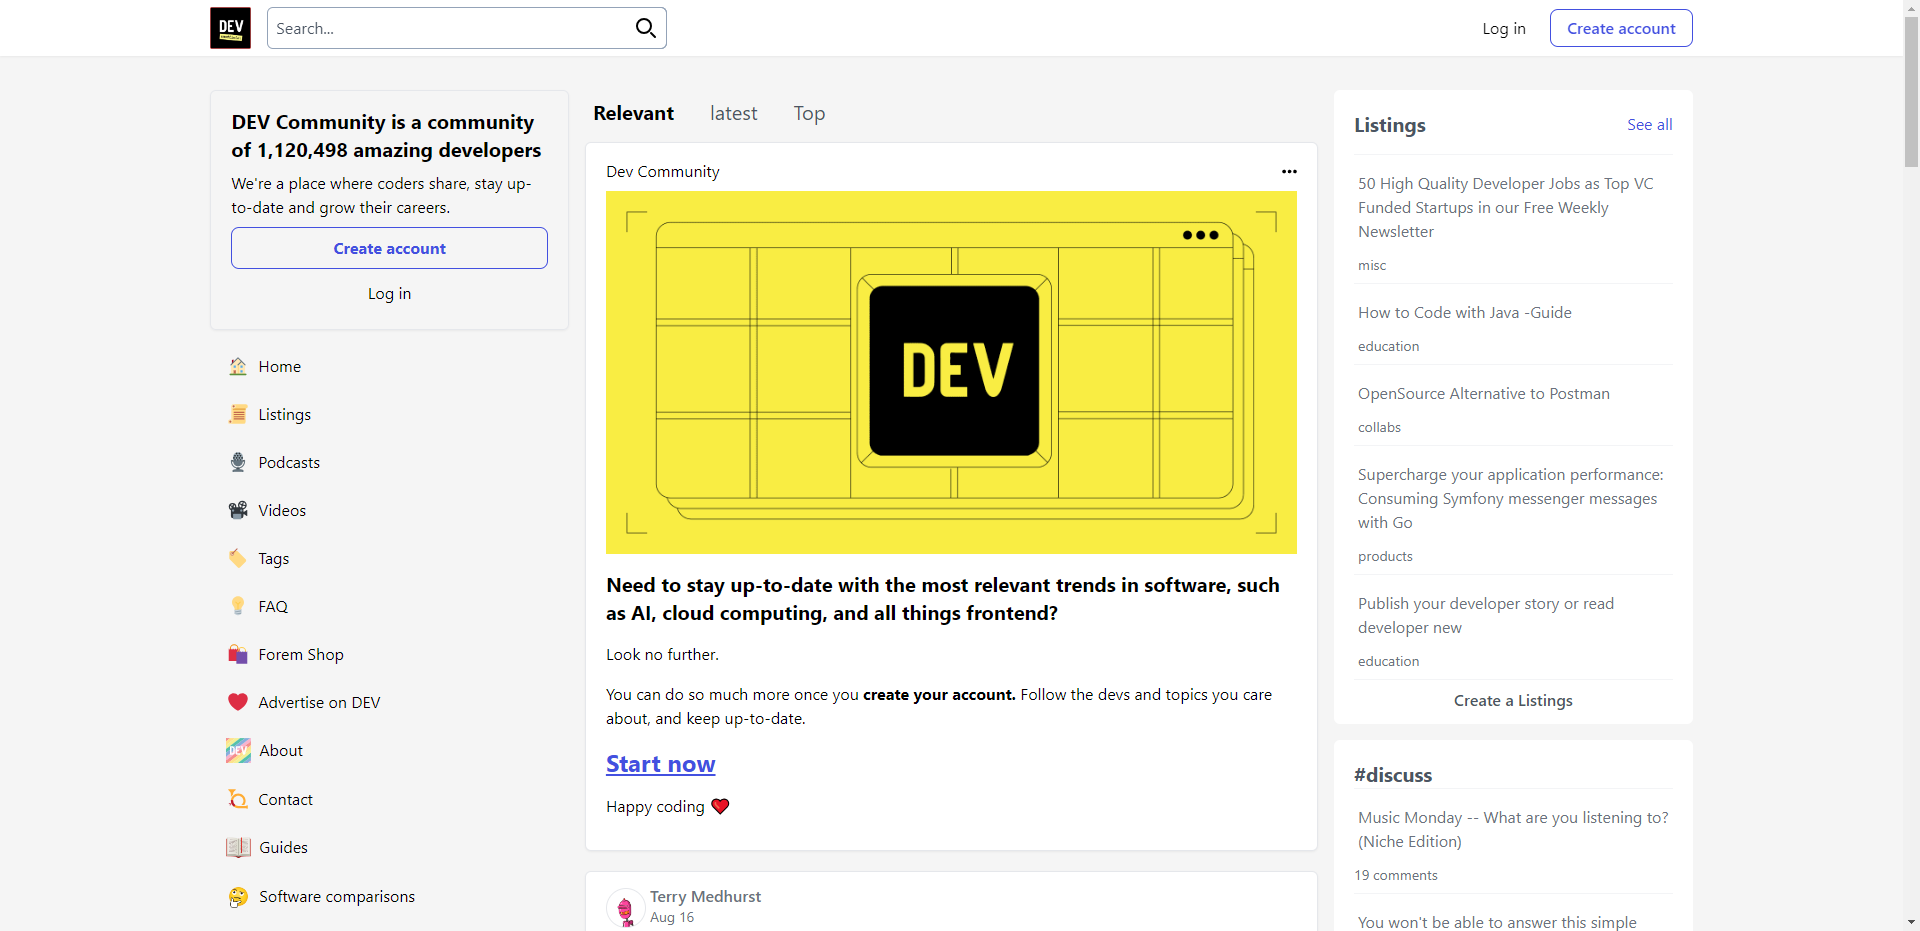 DEV
Search...
Log in
Create account
DEV Community is a community
of 1,120,498 amazing developers
We're a place where coders share, stay up-
to-date and grow their careers.
Create account
Log in
Home
Listings
Podcasts
Videos
Tags
FAQ
Forem Shop
Advertise on DEV
DEV
About
Contact
Guides
Software comparisons
Relevant
latest
Top
Dev Community
DEV
Need to stay up-to-date with the most relevant trends in software, such
as AI, cloud computing, and all things frontend?
Look no further.
You can do so much more once you create your account. Follow the devs and topics you care
about, and keep up-to-date.
Start now
Happy coding
Terry Medhurst
Aug 16
Listings
See all
50 High Quality Developer Jobs as Top VC
Funded Startups in our Free Weekly
Newsletter
misc
How to Code with Java -Guide
education
OpenSource Alternative to Postman
collabs
Supercharge your application performance:
Consuming Symfony messenger messages
with Go
products
Publish your developer story or read
developer new
education
Create a Listings
#discuss
Music Monday -- What are you listening to?
(Niche Edition)
19 comments
You won't be able to answer this simple